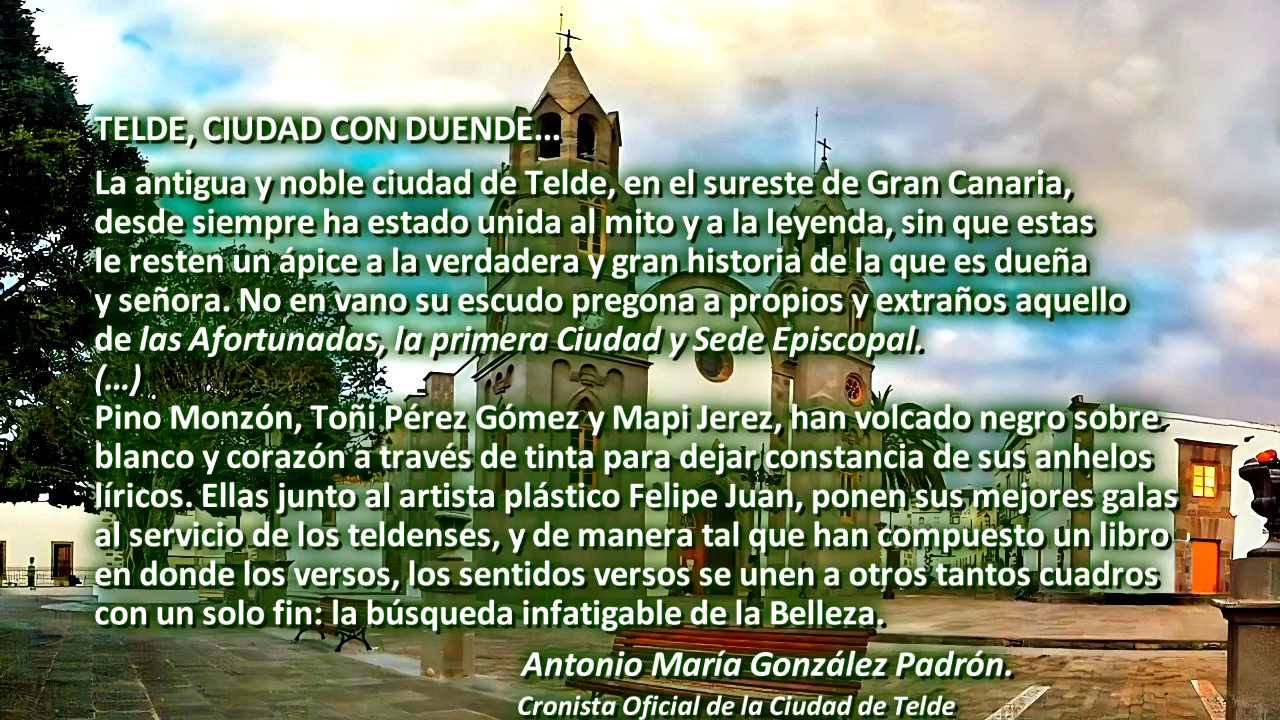 TELDE, CIUDAD CON DUENDE...
La antigua y noble ciudad de Telde, en el sureste de Gran Canaria,
desde siempre ha estado unida al mito y a la leyenda, sin que estas
le resten un ápice a la verdadera y gran historia de la que es dueña
y señora. No en vano su escudo pregona a propios y extraños aquello
de las Afortunadas, la primera Ciudad y Sede Episcopal.
(...)
Pino Monzón, Toñi Pérez Gómez y Mapi Jerez, han volcado negro sobre
blanco y corazón a través de tinta para dejar constancia de sus anhelos
líricos. Ellas junto al artista plástico Felipe Juan, ponen sus mejores galas
al servicio de los teldenses, y de manera tal que han compuesto un libro
en donde los versos, los sentidos versos se unen a otros tantos cuadros
con un solo fin: la búsqueda infatigable de la Belleza.
Antonio María González Padrón.
Cronista Oficial de la Ciudad de Telde